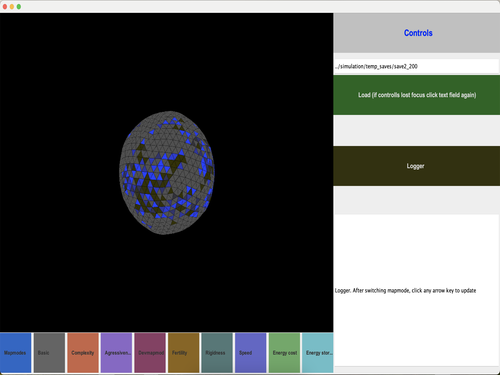 Controls
../simulation/temp_saves/save2_200
Load (if controlls lost focus click text field again)
Logger
Logger. After switching mapmode, click any arrow key to update
Mapmodes
Basic
Complexity
Agressiven...
Fertility
Rigidness
Speed
Energy cost
Energy stor...